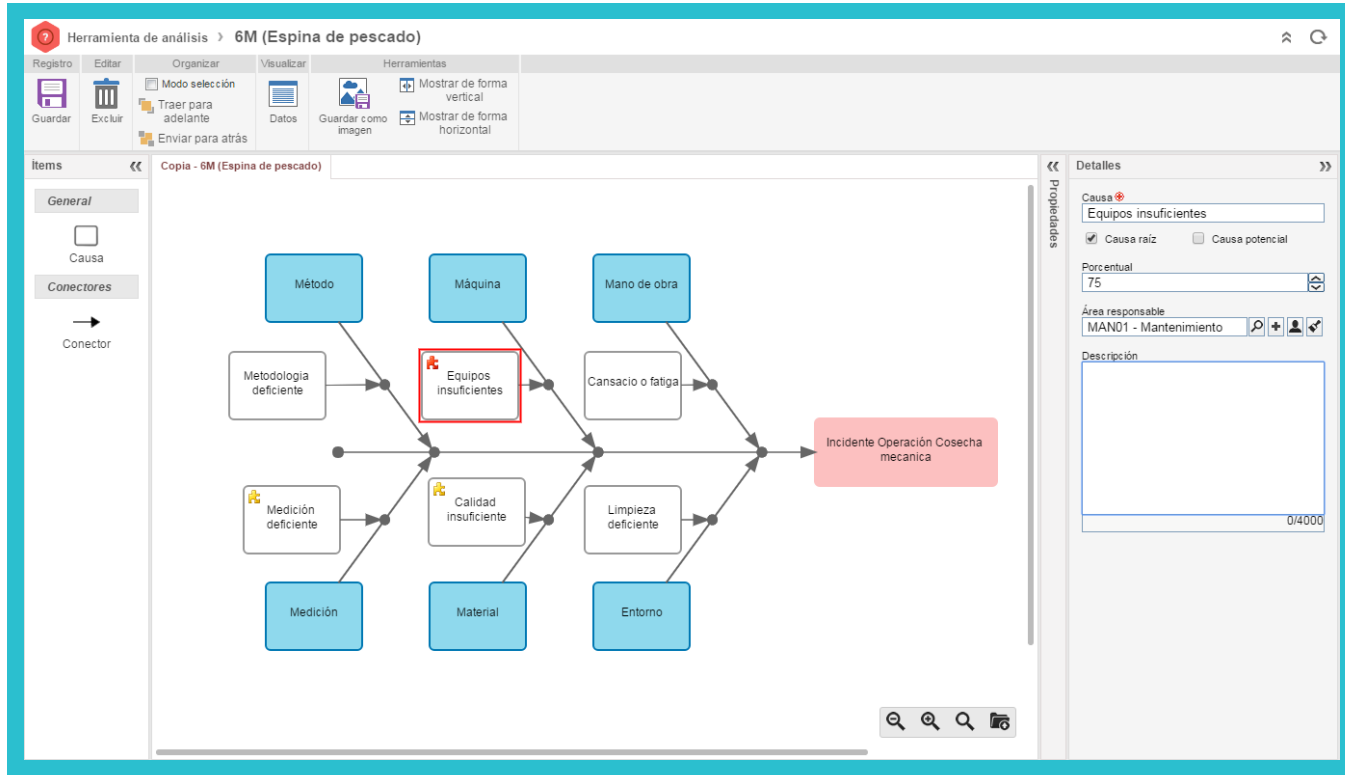 Herramienta de análisis > 6M (Espina de pescado)
Registro Editar Organizar Visualizar Herramientas
Guardar
Excluir
Modo selección
Traer para
adelante
Enviar para atrás
Datos
Guardar como
imagen
Mostrar de forma
vertical
Mostrar de forma
horizontal
Ítems
General
Causa
Conectores
Conector
Copia - 6M (Espina de pescado)
Método
Máquina
Mano de obra
Metodologia
deficiente
Equipos
insuficientes
Cansacio o fatiga
Incidente Operación Cosecha
mecanica
Medición
deficiente
Calidad
insuficiente
Limpieza
deficiente
Medición
Material
Entorno
Propiedades
Detalles
Causa
Equipos insuficientes
Causa raíz
Causa potencial
Porcentual
75
Área responsable
MAN01 - Mantenimiento
Descripción
0/4000